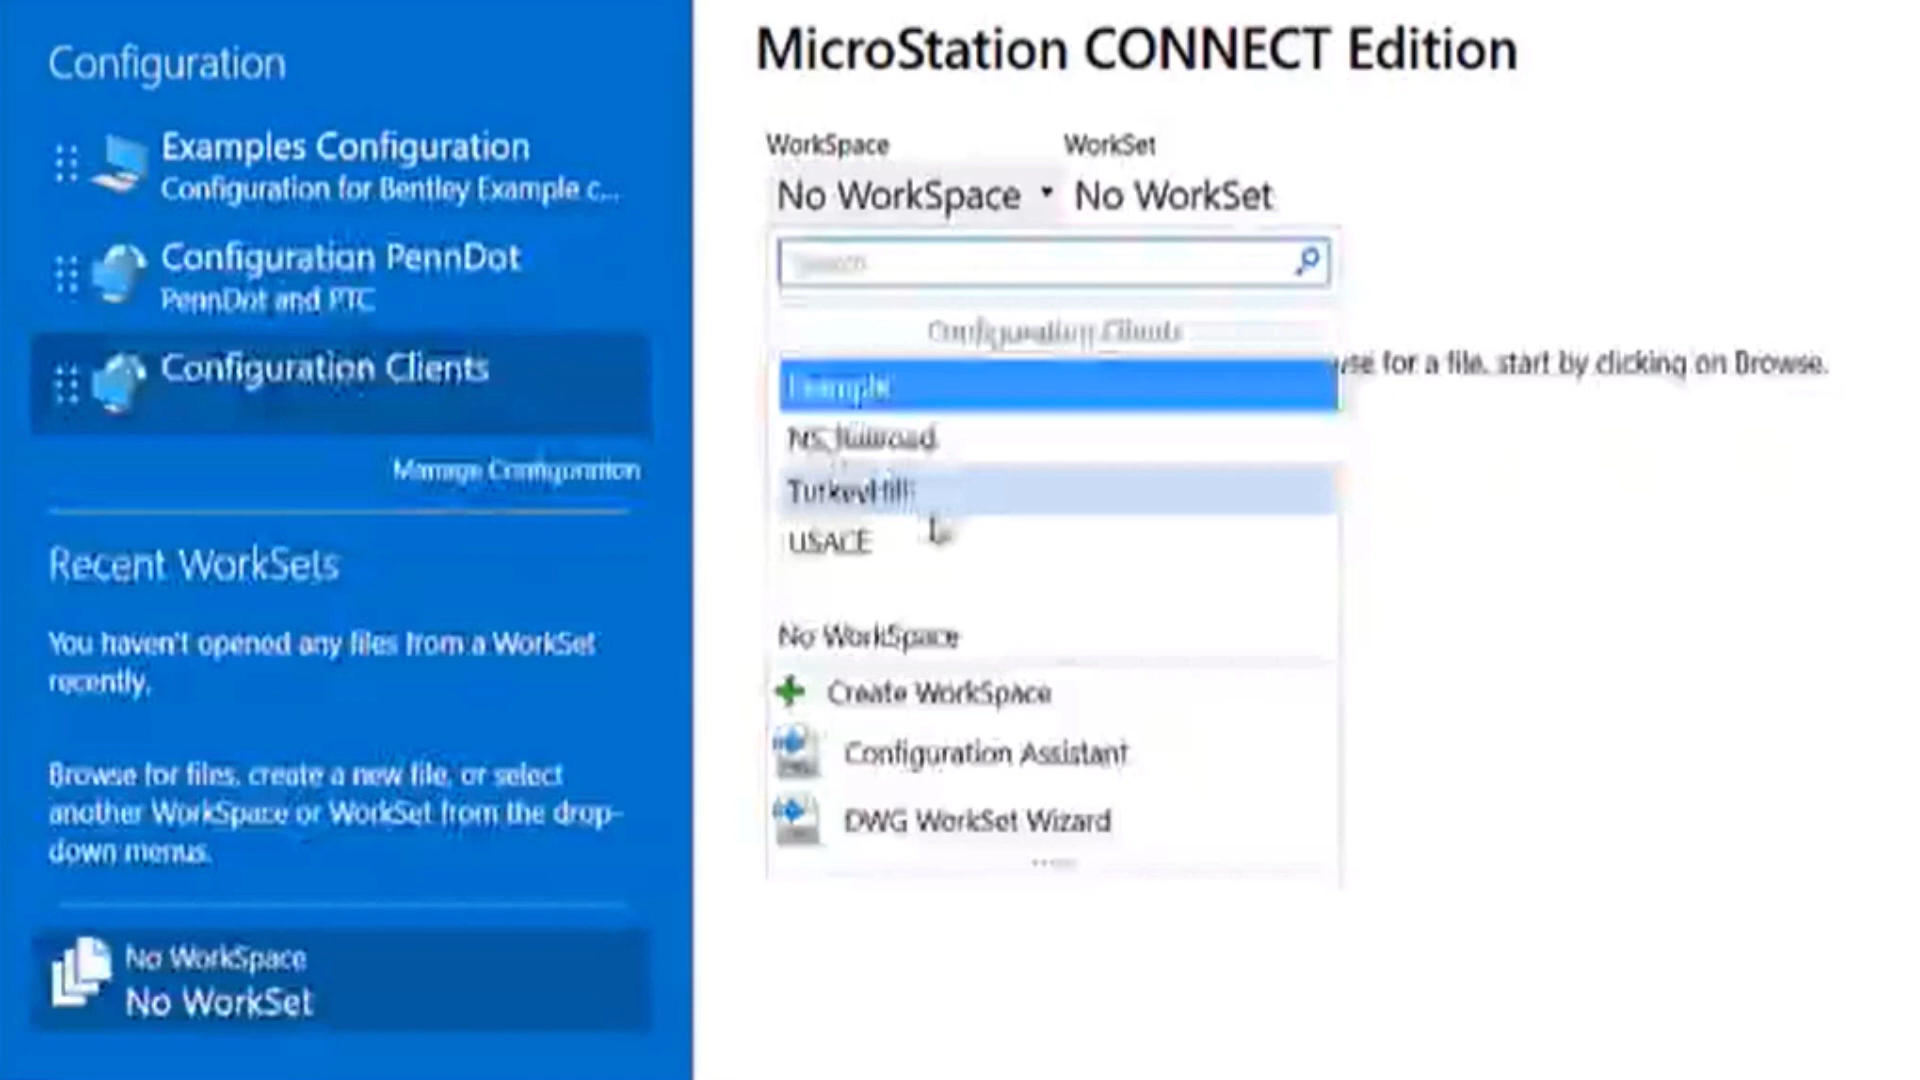 Configuration
Examples Configuration
Configuration for Bentley Example c...
Configuration PennDot
PennDot and PTC
Configuration Clients
Manage Configuration
Recent WorkSets
You haven't opened any files from a WorkSet
recently.
Browse for files, create a new file, or select
another WorkSpace or WorkSet from the drop-
down menus.
No WorkSpace
No WorkSet
MicroStation CONNECT Edition
WorkSpace WorkSet
No WorkSpace No WorkSet
Search
Configuration Clients
Example
for a file, start by clicking on Browse.
NS_Railroad
TurkeyHill
USACE
No WorkSpace
Create WorkSpace
Configuration Assistant
DWG WorkSet Wizard